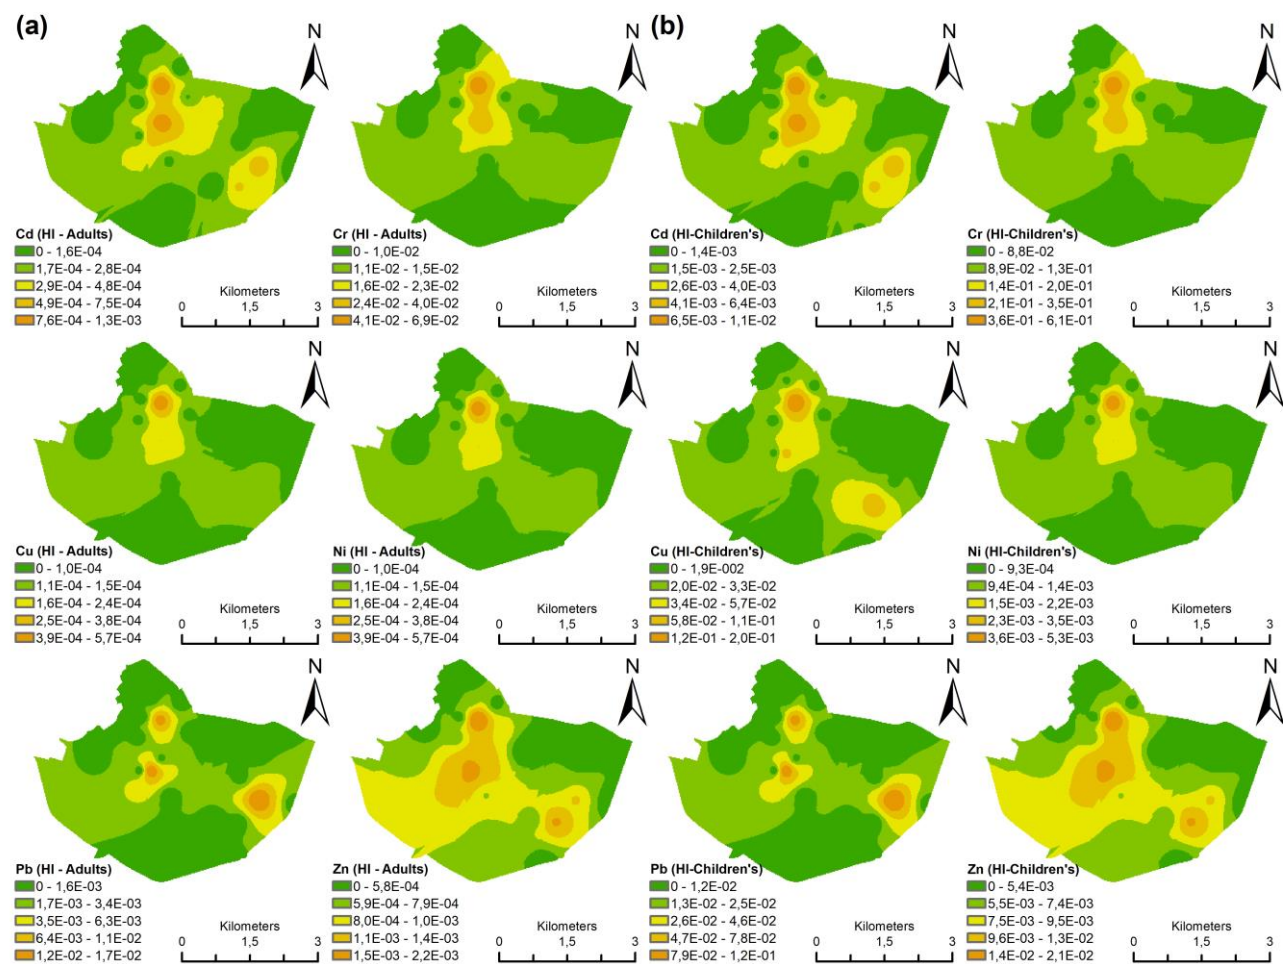 (a)
N
N
(b)
N
N
Cd (HI - Adults)
0 - 1,6E-04
1,7E-04 - 2,8E-04
2,9E-04 - 4,8E-04
4,9E-04 - 7,5E-04
7,6E-04 - 1,3E-03
Kilometers
0 1,5 3
Cr (HI - Adults)
0 - 1,0E-02
1,1E-02 - 1,5E-02
1,6E-02 - 2,3E-02
2,4E-02 - 4,0E-02
4,1E-02 - 6,9E-02
Kilometers
0 1,5 3
Cd (HI-Children's)
0 - 1,4E-03
1,5E-03 - 2,5E-03
2,6E-03 - 4,0E-03
4,1E-03 - 6,4E-03
6,5E-03 - 1,1E-02
Kilometers
0 1,5 3
Cr (HI-Children's)
0 - 8,8E-02
8,9E-02 - 1,3E-01
1,4E-01 - 2,0E-01
2,1E-01 - 3,5E-01
3,6E-01 - 6,1E-01
Kilometers
0 1,5 3
N
N
N
N
Cu (HI - Adults)
0 - 1,0E-04
1,1E-04 - 1,5E-04
1,6E-04 - 2,4E-04
2,5E-04 - 3,8E-04
3,9E-04 - 5,7E-04
Kilometers
0 1,5 3
Ni (HI - Adults)
0 - 1,0E-04
1,1E-04 - 1,5E-04
1,6E-04 - 2,4E-04
2,5E-04 - 3,8E-04
3,9E-04 - 5,7E-04
Kilometers
0 1,5 3
Cu (HI-Children's)
0 - 1,9E-002
2,0E-02 - 3,3E-02
3,4E-02 - 5,7E-02
5,8E-02 - 1,1E-01
1,2E-01 - 2,0E-01
Kilometers
0 1,5 3
Ni (HI-Children's)
0 - 9,3E-04
9,4E-04 - 1,4E-03
1,5E-03 - 2,2E-03
2,3E-03 - 3,5E-03
3,6E-03 - 5,3E-03
Kilometers
0 1,5 3
N
N
N
N
Pb (HI - Adults)
0 - 1,6E-03
1,7E-03 - 3,4E-03
3,5E-03 - 6,3E-03
6,4E-03 - 1,1E-02
1,2E-02 - 1,7E-02
Kilometers
0 1,5 3
Zn (HI - Adults)
0 - 5,8E-04
5,9E-04 - 7,9E-04
8,0E-04 - 1,0E-03
1,1E-03 - 1,4E-03
1,5E-03 - 2,2E-03
Kilometers
0 1,5 3
Pb (HI-Children's)
0 - 1,2E-02
1,3E-02 - 2,5E-02
2,6E-02 - 4,6E-02
4,7E-02 - 7,8E-02
7,9E-02 - 1,2E-01
Kilometers
0 1,5 3
Zn (HI-Children's)
0 - 5,4E-03
5,5E-03 - 7,4E-03
7,5E-03 - 9,5E-03
9,6E-03 - 1,3E-02
1,4E-02 - 2,1E-02
Kilometers
0 1,5 3